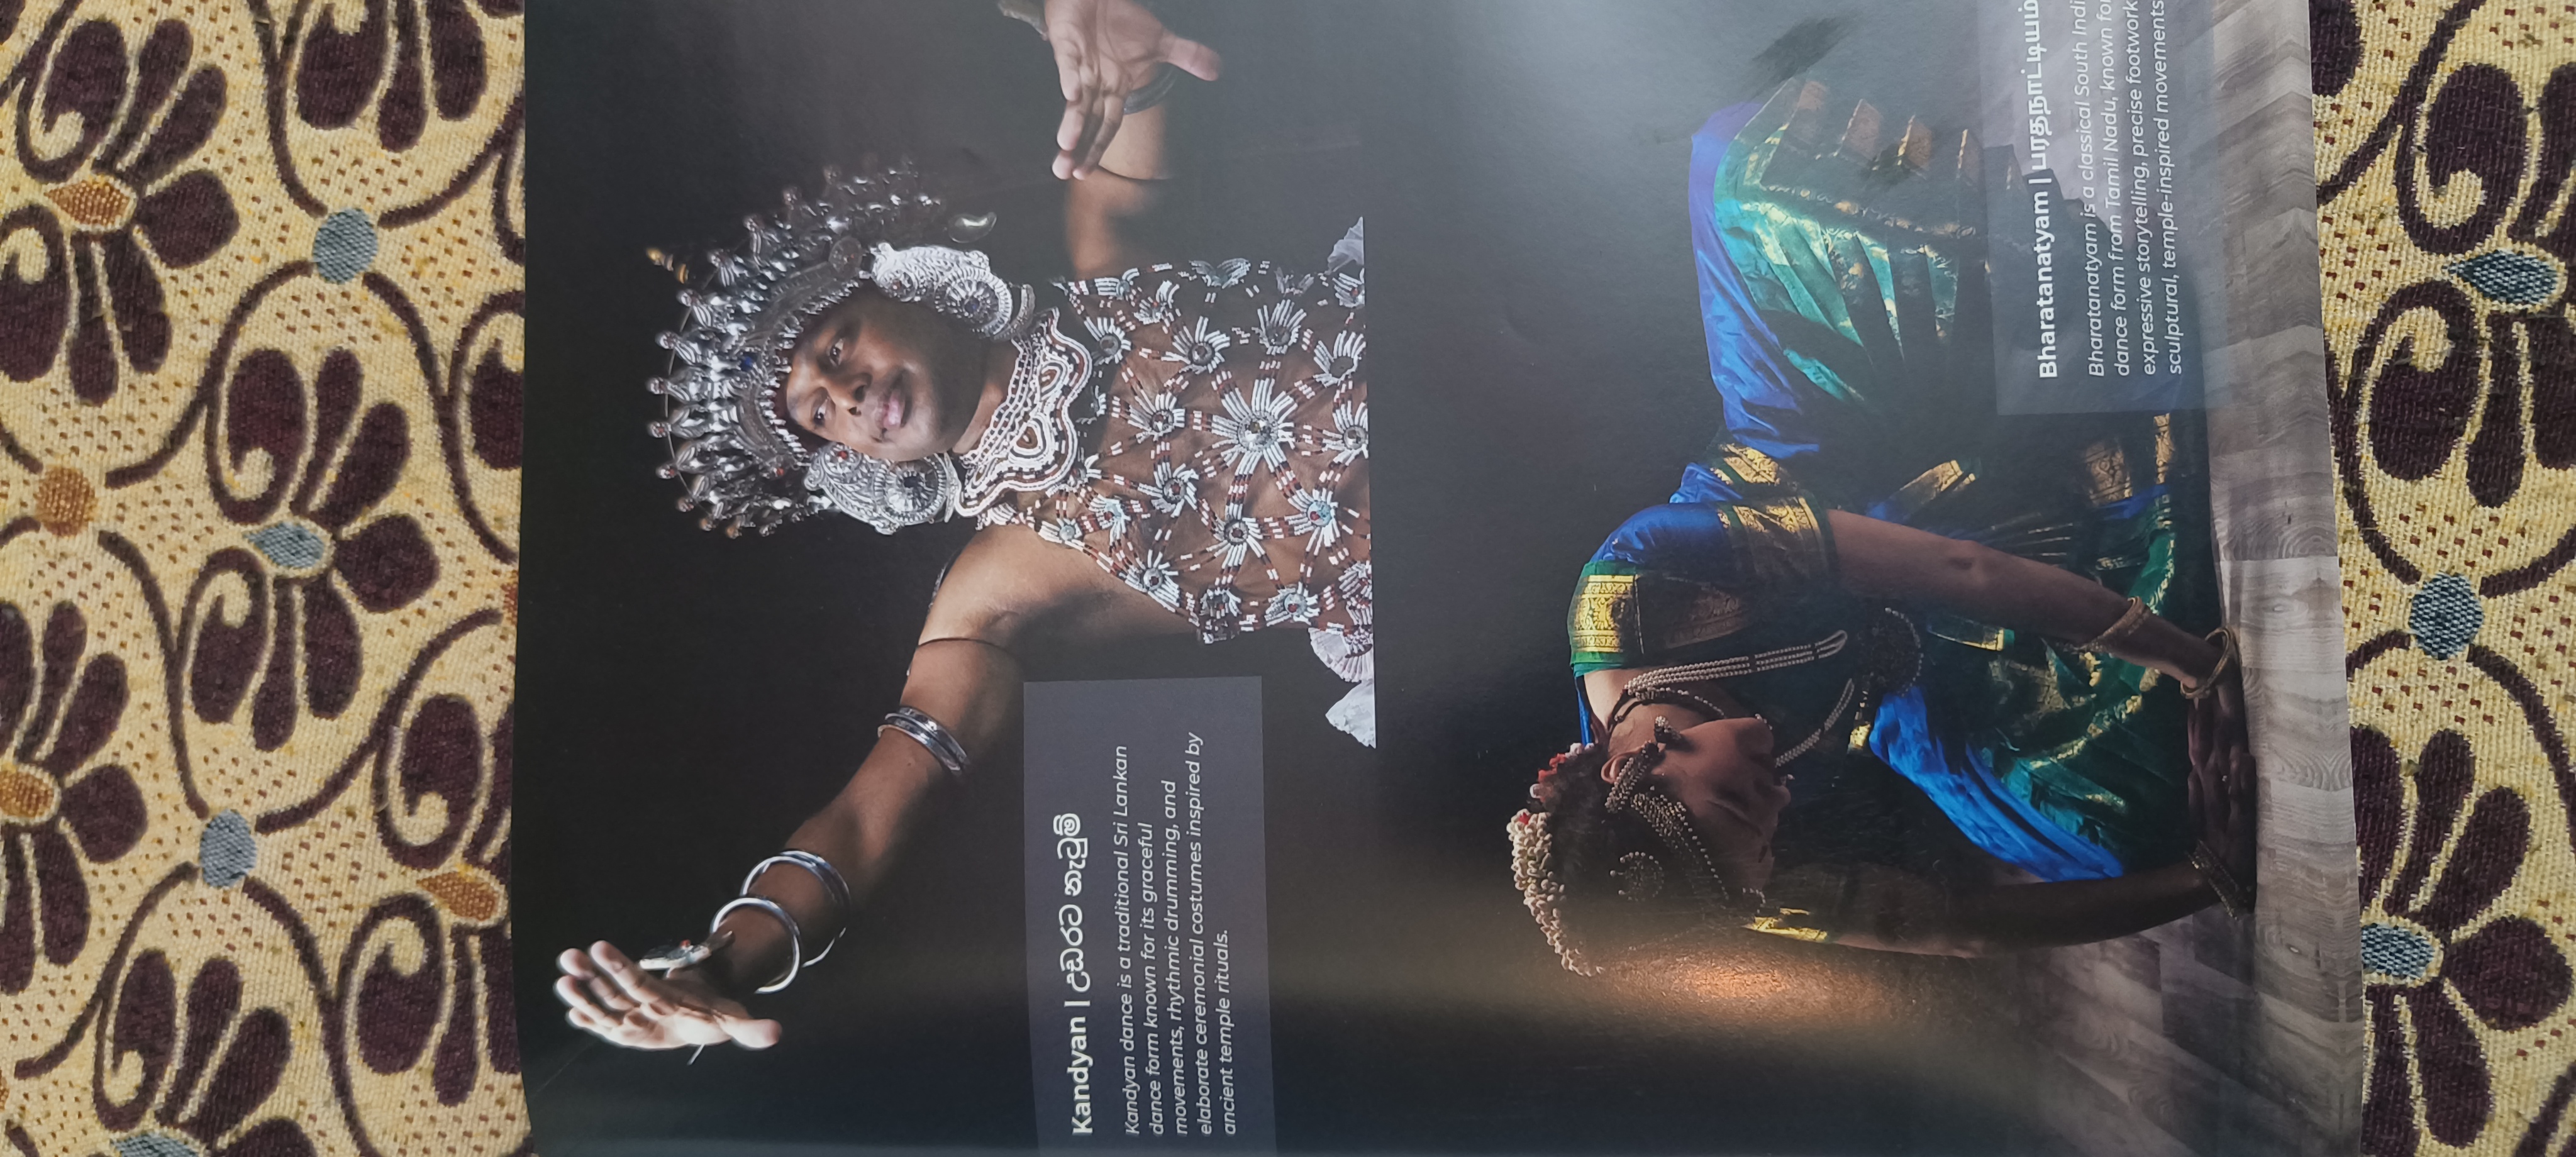 Kandyan | උඩරට නැටුම්
Kandyan dance is a traditional Sri Lankan
dance form known for its graceful
movements, rhythmic drumming, and
elaborate ceremonial costumes inspired by
ancient temple rituals.
Bharatanatyam | பரதநாட்டியம்
Bharatanatyam is a classical South Indi
dance form from Tamil Nadu, known for
expressive storytelling, precise footwork
sculptural, temple-inspired movements